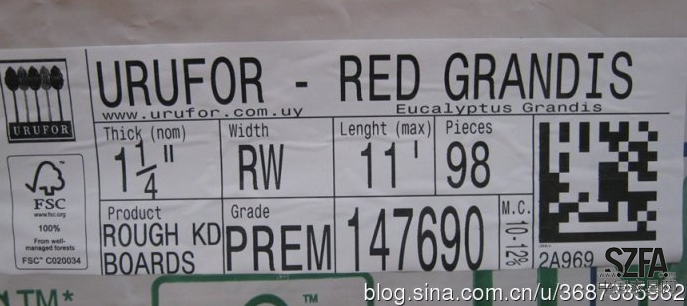 URUFOR - RED GRANDIS
www.urufor.com.uy
Eucalyptus Grandis
URUFOR
Thick (nom)
Width
Lenght (max)
Pieces
1 1/4"
RW
11'
98
FSC
www.fsc.org
100%
From well-
managed forests
FSC™ C020034
Product
ROUGH KD
BOARDS
Grade
PREM
147690
M.C.
10-12%
2A969
SZFA
TM*
blog.sina.com.cn/u/3687385982